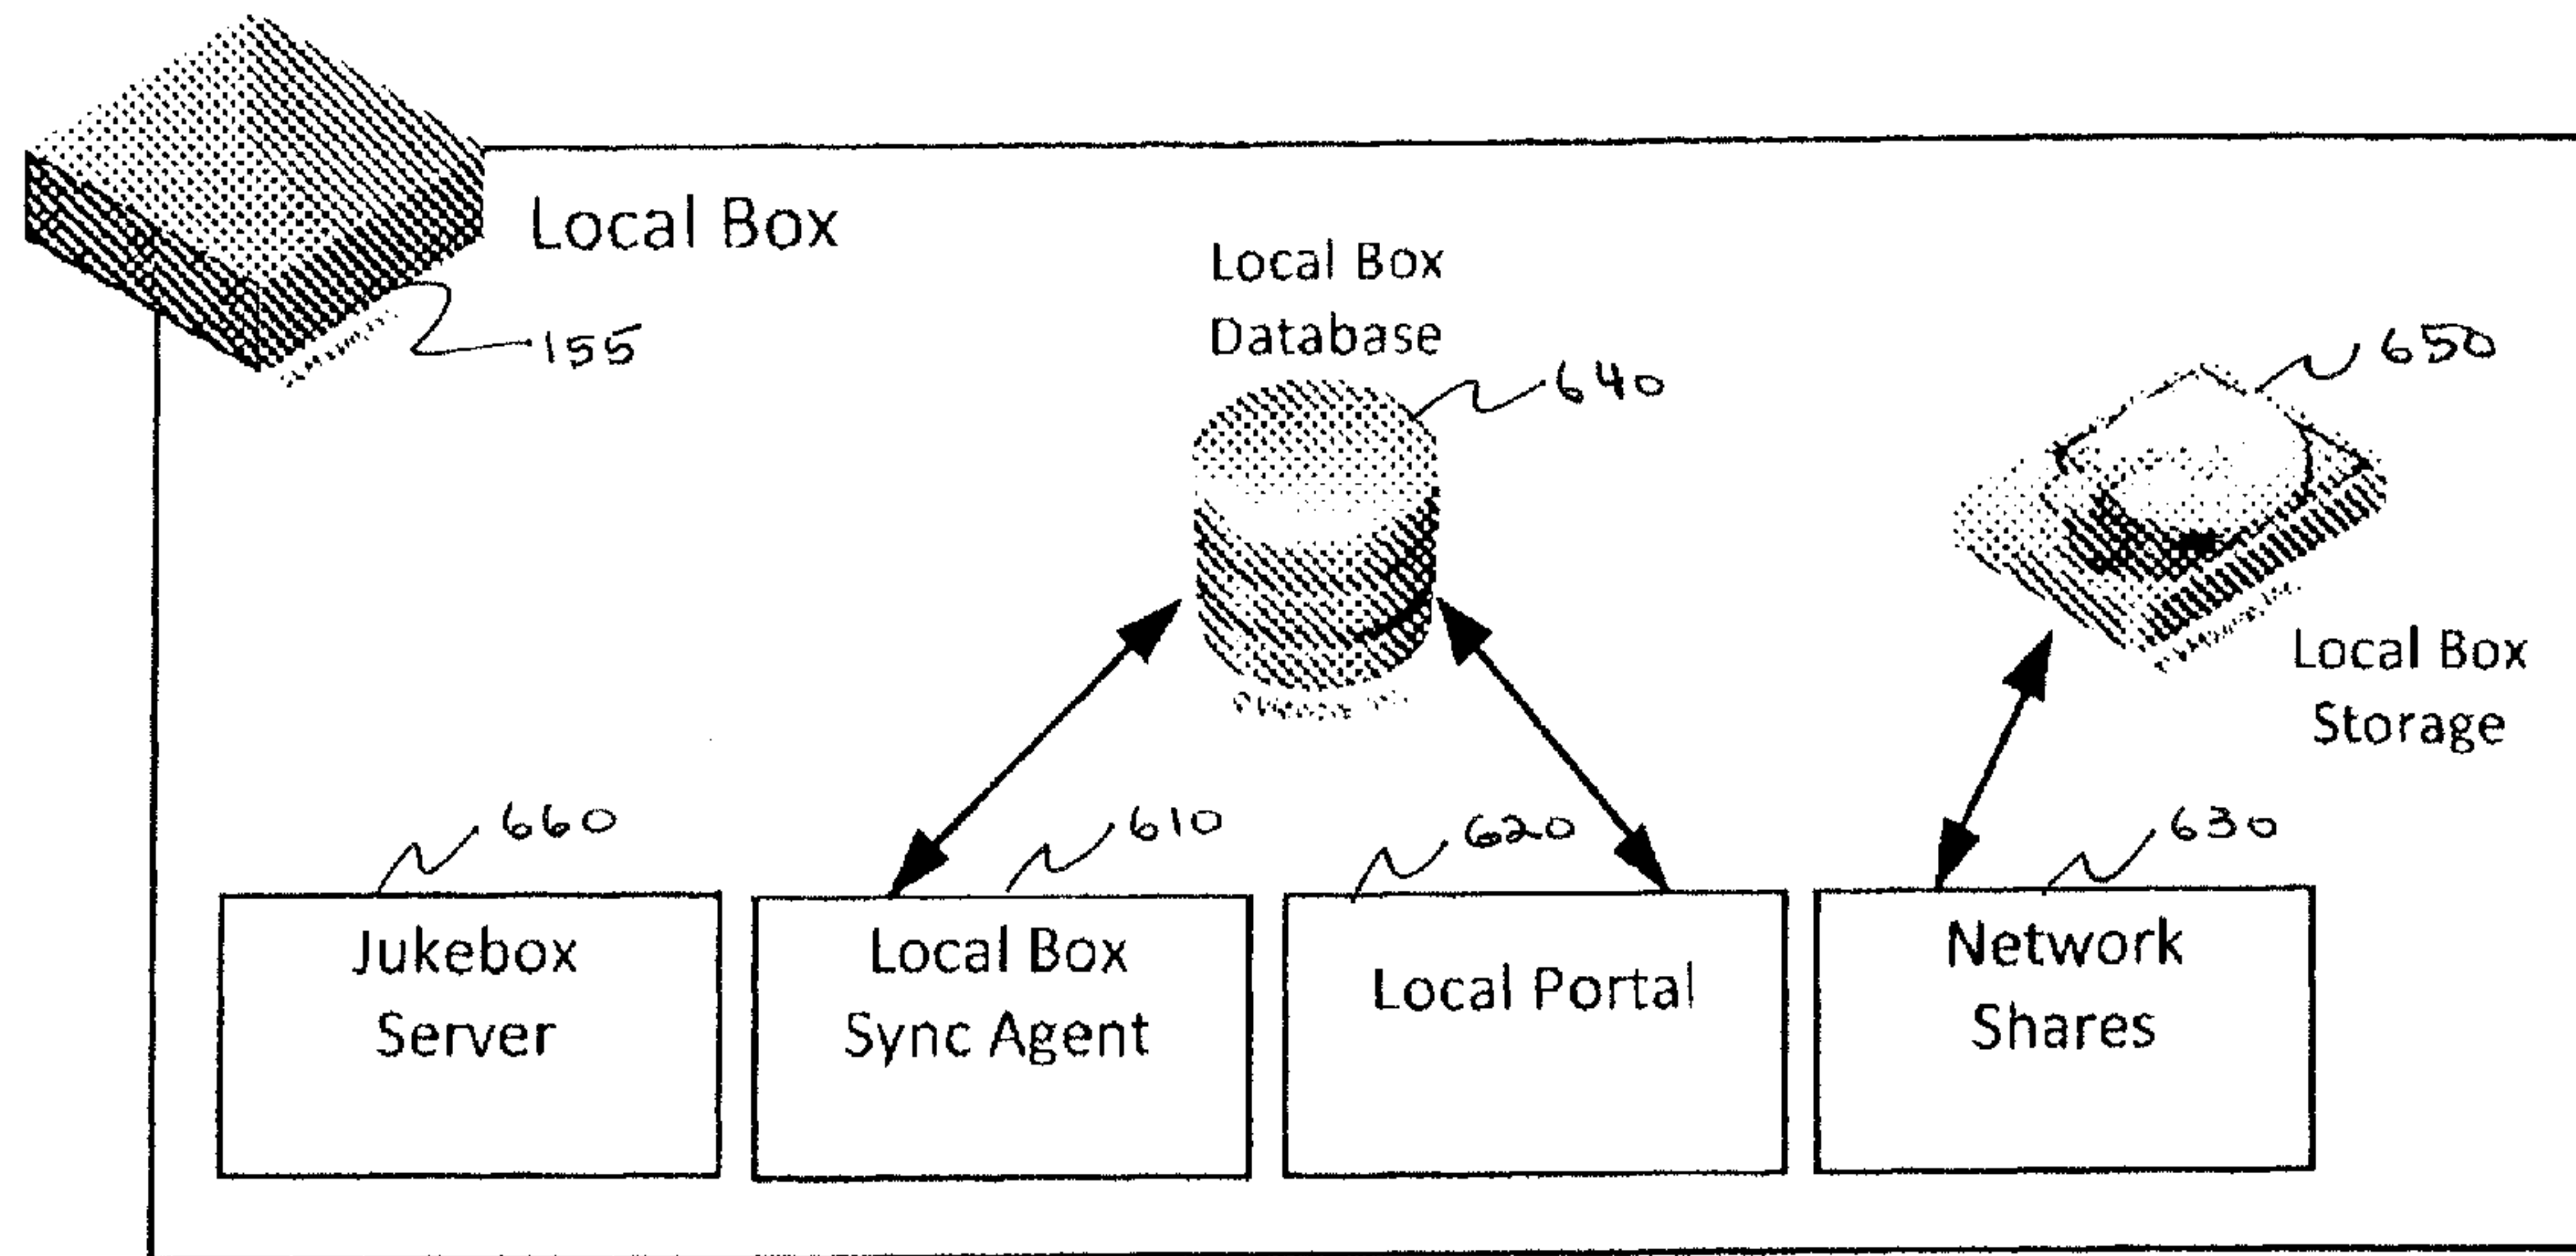 Local Box
155
Local Box
Database
640
650
Local Box
Storage
660
610
620
630
Jukebox
Server
Local Box
Sync Agent
Local Portal
Network
Shares